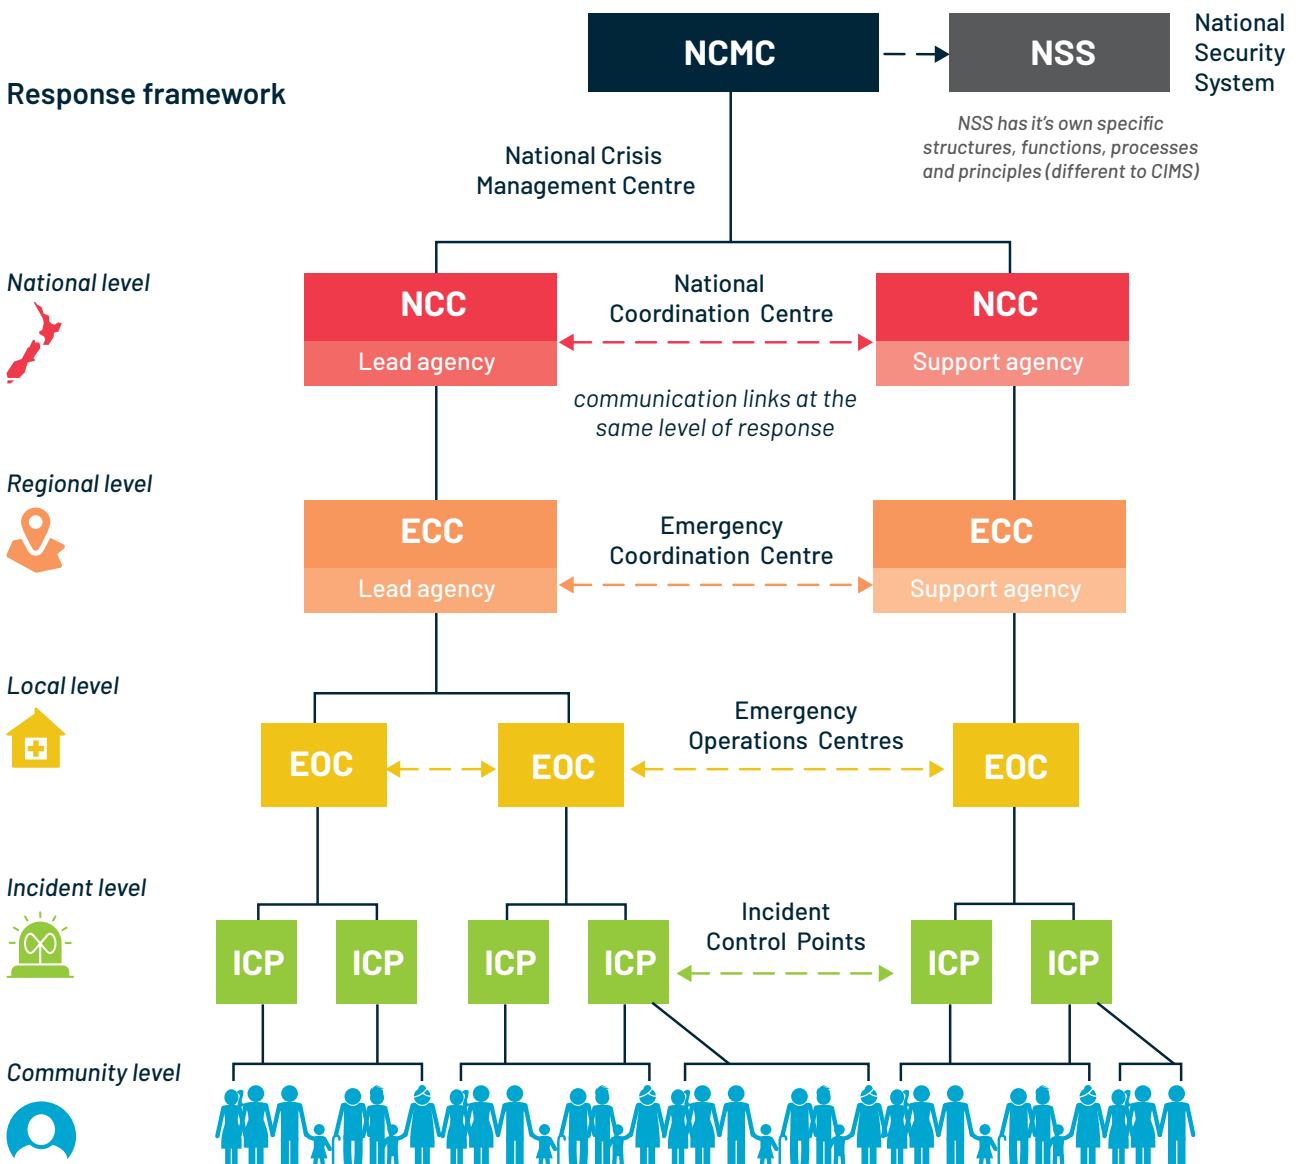 NCMC
NSS
National
Security
System
Response framework
NSS has it's own specific
structures, functions, processes
and principles (different to CIMS)
National Crisis
Management Centre
National level
NCC
Lead agency
National
Coordination Centre
NCC
Support agency
communication links at the
same level of response
Regional level
ECC
Lead agency
Emergency
Coordination Centre
ECC
Support agency
Local level
EOC
EOC
Emergency
Operations Centres
EOC
Incident level
ICP
ICP
ICP
ICP
Incident
Control Points
ICP
ICP
Community level